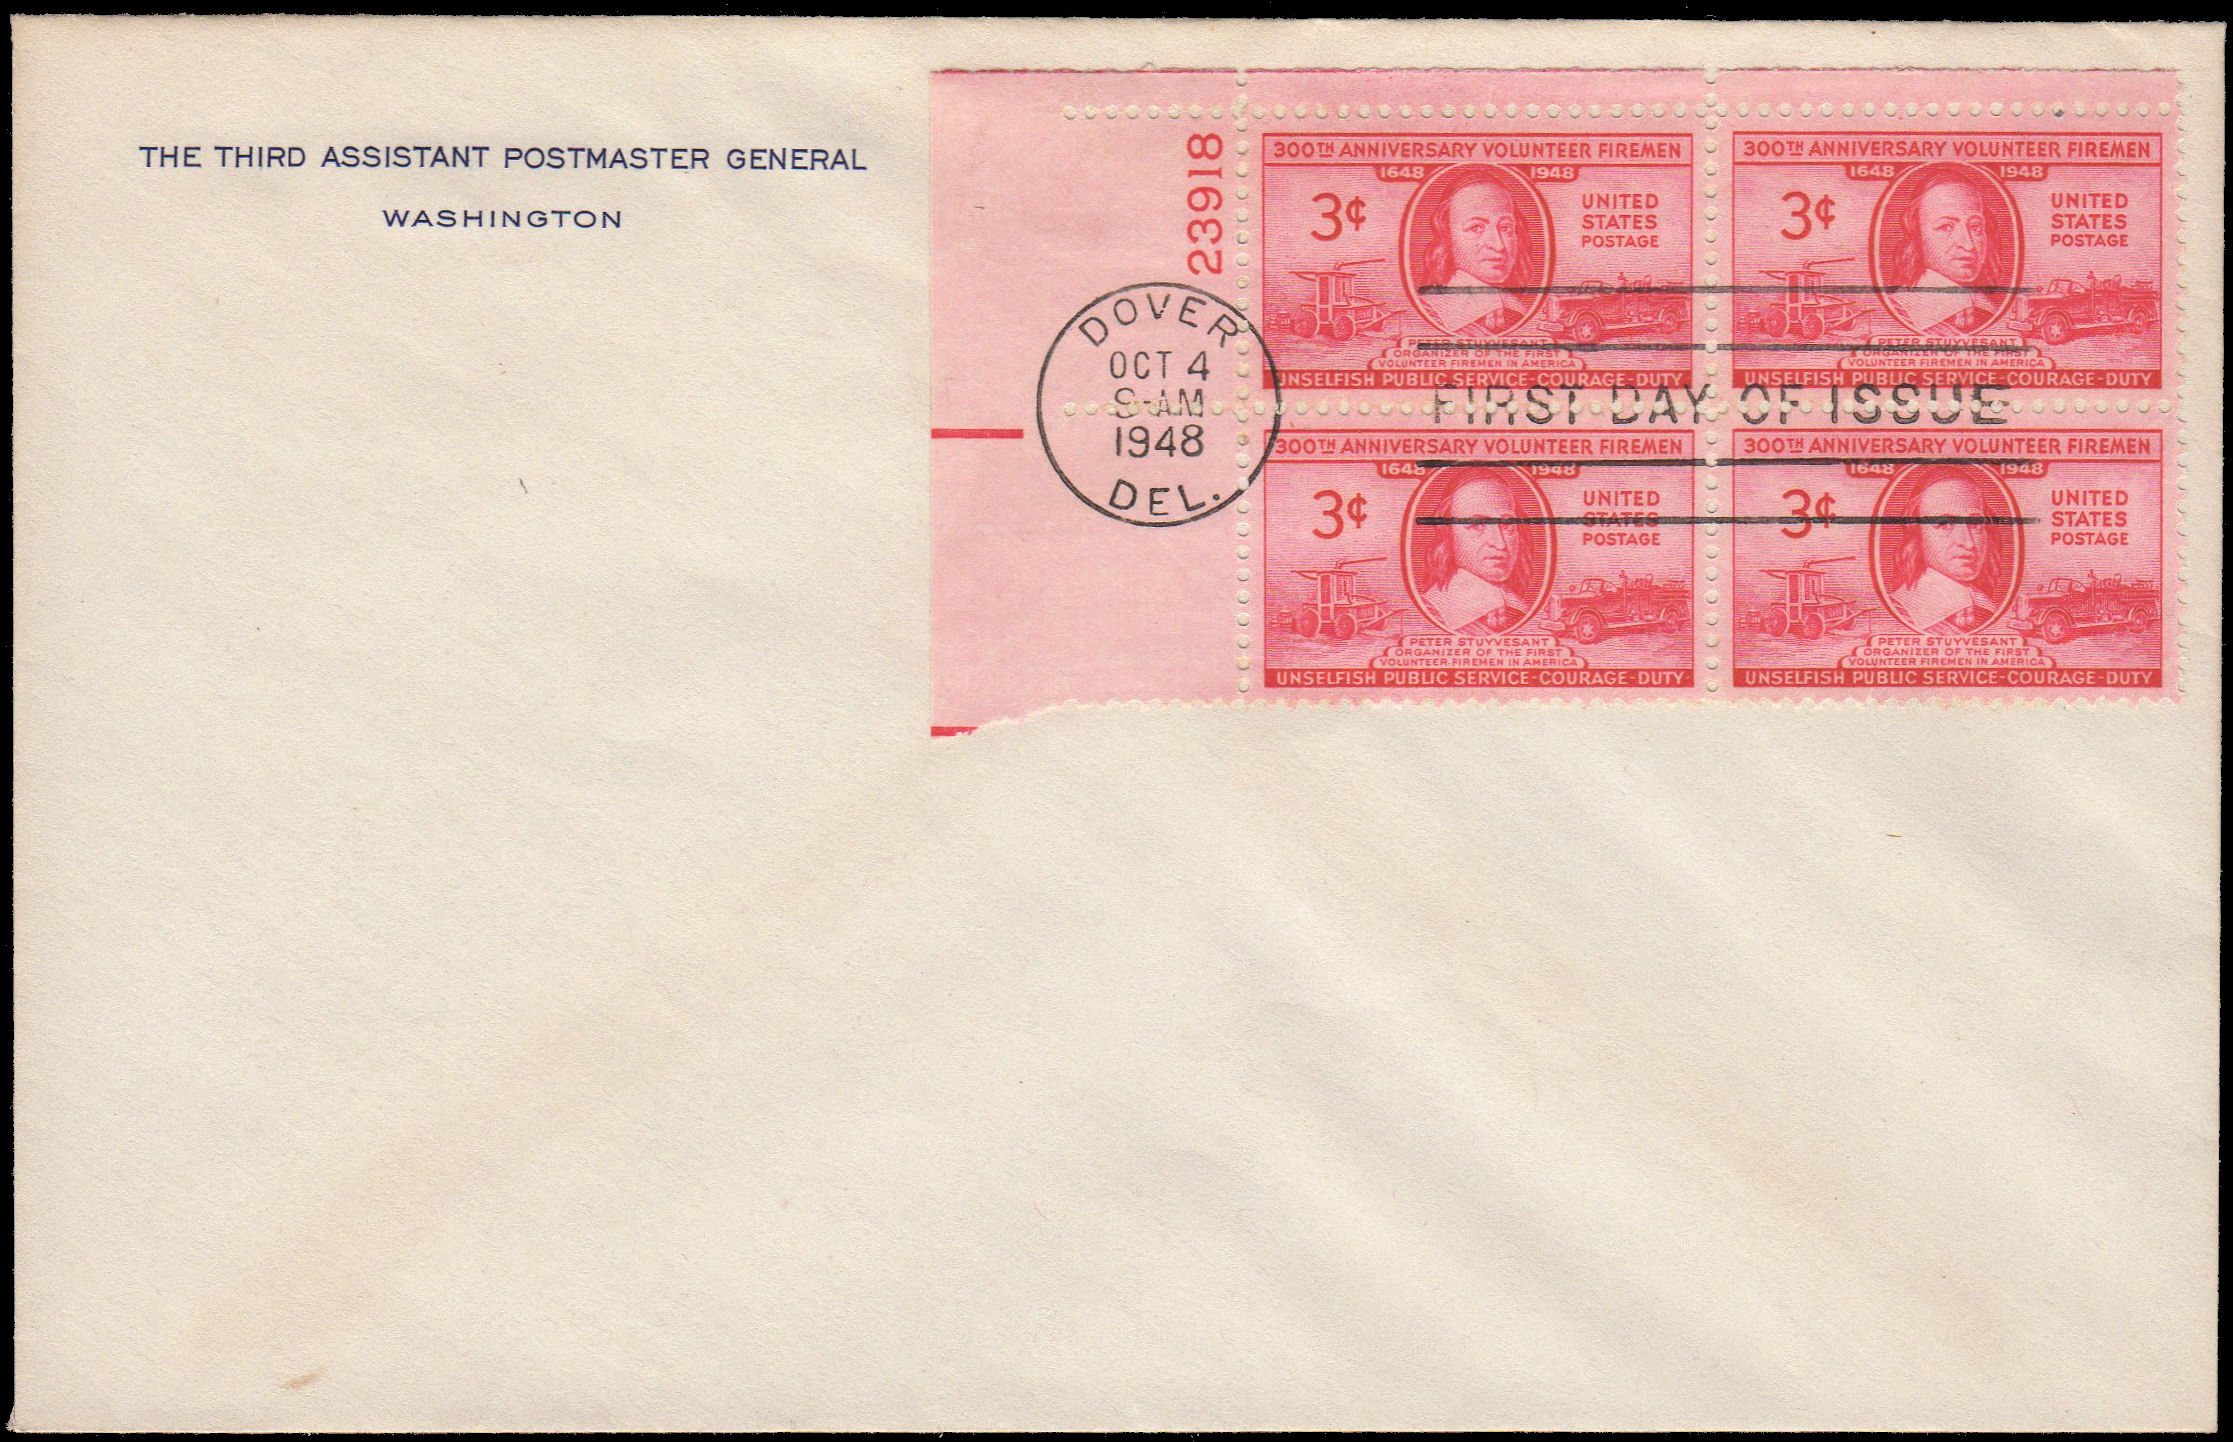 THE THIRD ASSISTANT POSTMASTER GENERAL
WASHINGTON
23918
300TH ANNIVERSARY VOLUNTEER FIREMEN
1648 1948
3¢
UNITED
STATES
POSTAGE
PETER STUYVESANT
ORGANIZER OF THE FIRST
VOLUNTEER FIREMEN IN AMERICA
UNSELFISH PUBLIC SERVICE-COURAGE-DUTY
300TH ANNIVERSARY VOLUNTEER FIREMEN
1648 1948
3¢
UNITED
STATES
POSTAGE
PETER STUYVESANT
ORGANIZER OF THE FIRST
VOLUNTEER FIREMEN IN AMERICA
UNSELFISH PUBLIC SERVICE-COURAGE-DUTY
DOVER
OCT 4
9-AM
1948
DEL.
FIRST DAY OF ISSUE
300TH ANNIVERSARY VOLUNTEER FIREMEN
1648 1948
3¢
UNITED
STATES
POSTAGE
PETER STUYVESANT
ORGANIZER OF THE FIRST
VOLUNTEER FIREMEN IN AMERICA
UNSELFISH PUBLIC SERVICE-COURAGE-DUTY
300TH ANNIVERSARY VOLUNTEER FIREMEN
1648 1948
3¢
UNITED
STATES
POSTAGE
PETER STUYVESANT
ORGANIZER OF THE FIRST
VOLUNTEER FIREMEN IN AMERICA
UNSELFISH PUBLIC SERVICE-COURAGE-DUTY